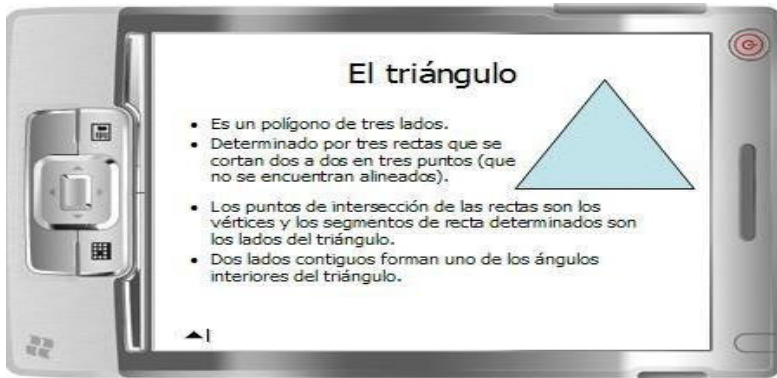 El triángulo
• Es un polígono de tres lados.
• Determinado por tres rectas que se
cortan dos a dos en tres puntos (que
no se encuentran alineados).
• Los puntos de intersección de las rectas son los
vértices y los segmentos de recta determinados son
los lados del triángulo.
• Dos lados contiguos forman uno de los ángulos
interiores del triángulo.